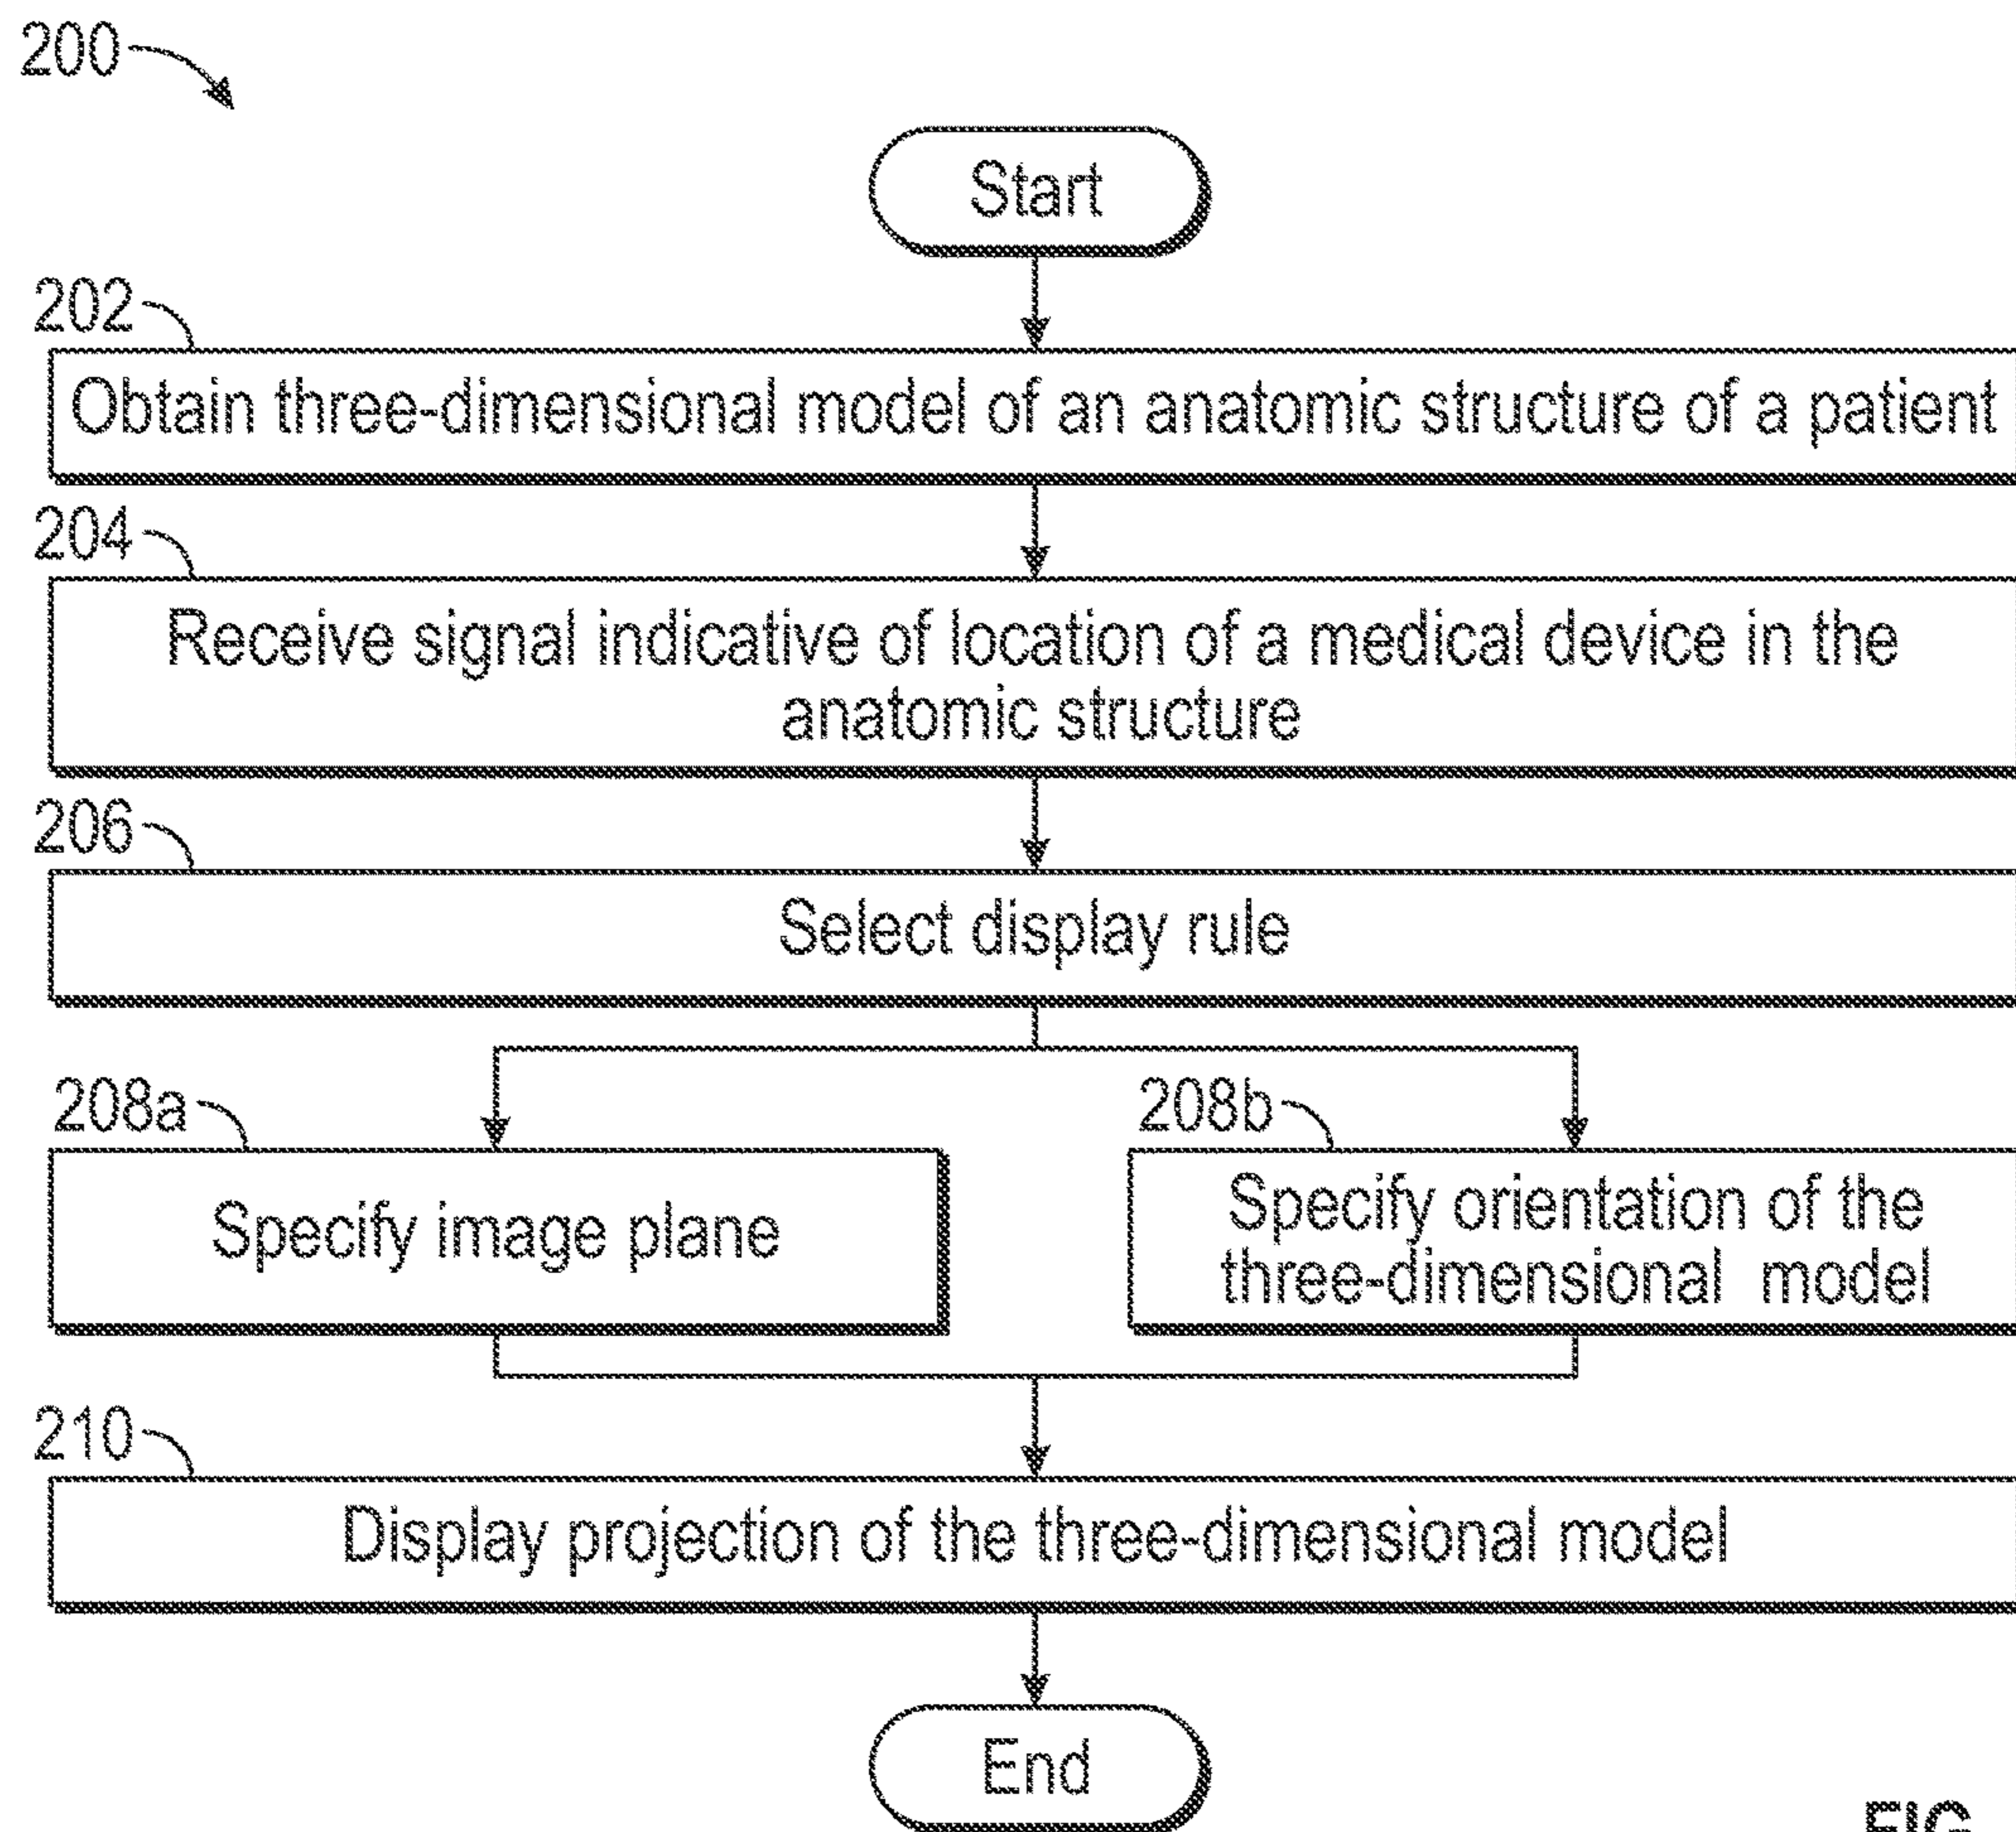 200
Start
202
Obtain three-dimensional model of an anatomic structure of a patient
204
Receive signal indicative of location of a medical device in the
anatomic structure
206
Select display rule
208a
Specify image plane
208b
Specify orientation of the
three-dimensional model
210
Display projection of the three-dimensional model
End
FIG